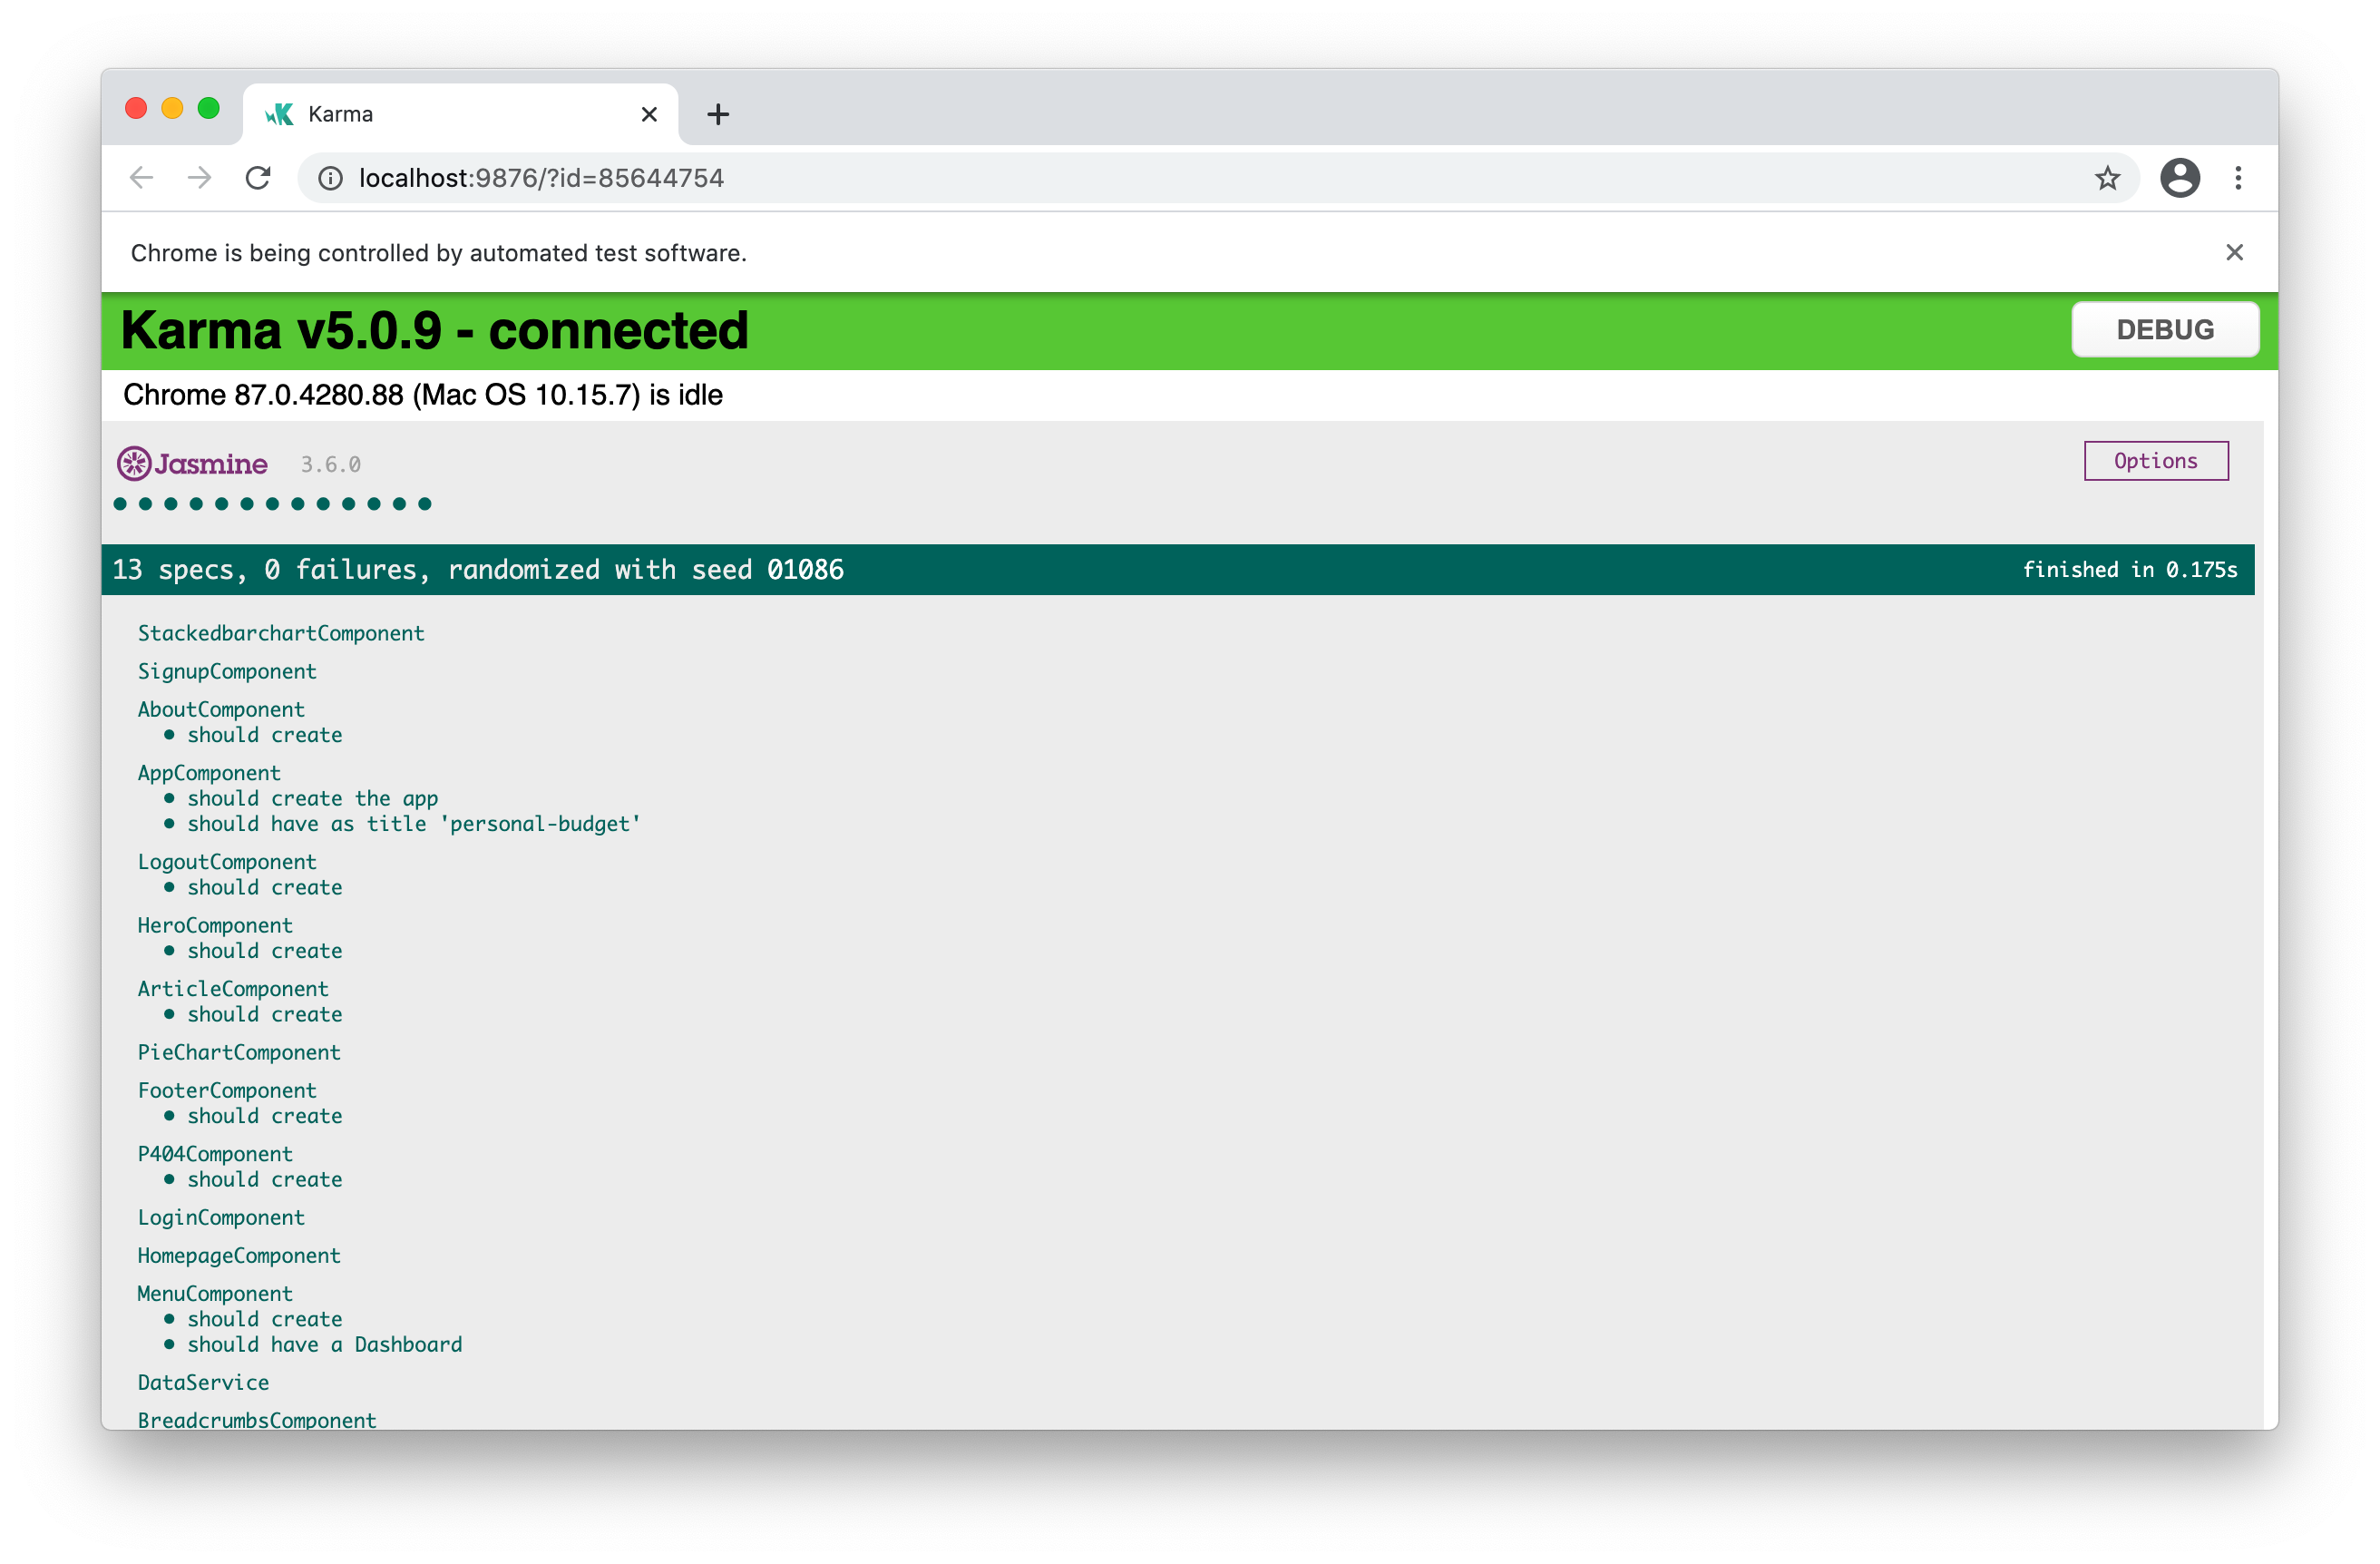 Karma
localhost:9876/?id=85644754
Chrome is being controlled by automated test software.
Karma v5.0.9 - connected
DEBUG
Chrome 87.0.4280.88 (Mac OS 10.15.7) is idle
Jasmine 3.6.0
Options
13 specs, 0 failures, randomized with seed 01086
finished in 0.175s
StackedbarchartComponent
SignupComponent
AboutComponent
• should create
AppComponent
• should create the app
• should have as title 'personal-budget'
LogoutComponent
• should create
HeroComponent
• should create
ArticleComponent
• should create
PieChartComponent
FooterComponent
• should create
P404Component
• should create
LoginComponent
HomepageComponent
MenuComponent
• should create
• should have a Dashboard
DataService
BreadcrumbsComponent